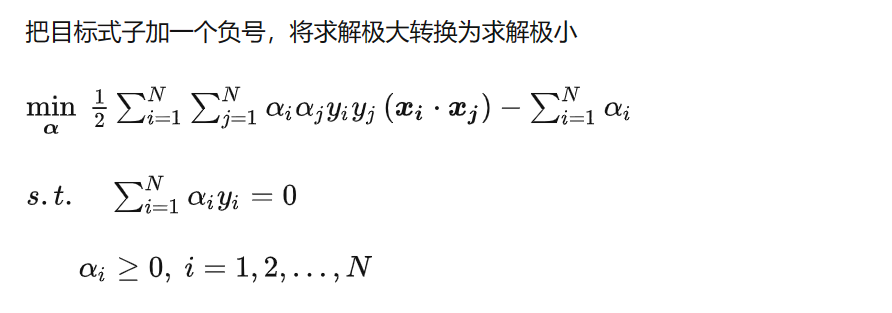 把目标式子加一个负号，将求解极大转换为求解极小
$\min\limits_{\boldsymbol{\alpha}} \frac{1}{2} \sum_{i=1}^{N} \sum_{j=1}^{N} \alpha_i \alpha_j y_i y_j \left( \boldsymbol{x_i} \cdot \boldsymbol{x_j} \right) - \sum_{i=1}^{N} \alpha_i$
$s.t. \quad \sum_{i=1}^{N} \alpha_i y_i = 0$
$\alpha_i \geq 0, \ i = 1, 2, \ldots, N$